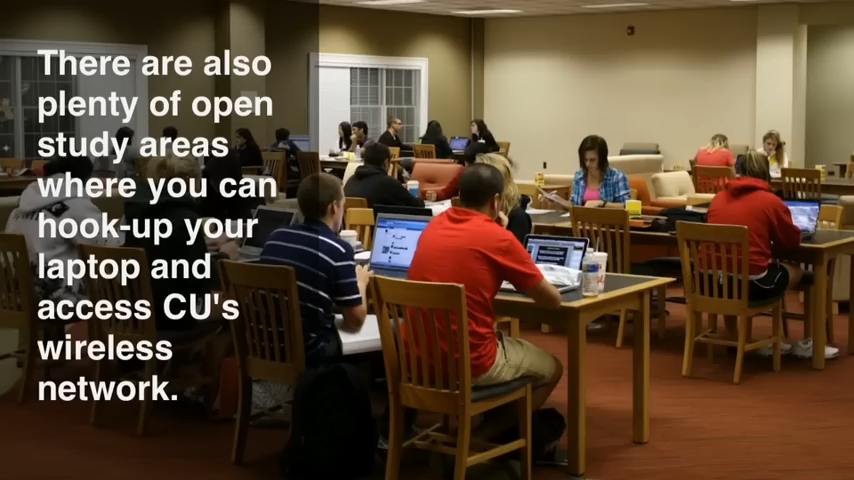 There are also
plenty of open
study areas
where you can
hook-up your
laptop and
access CU's
wireless
network.